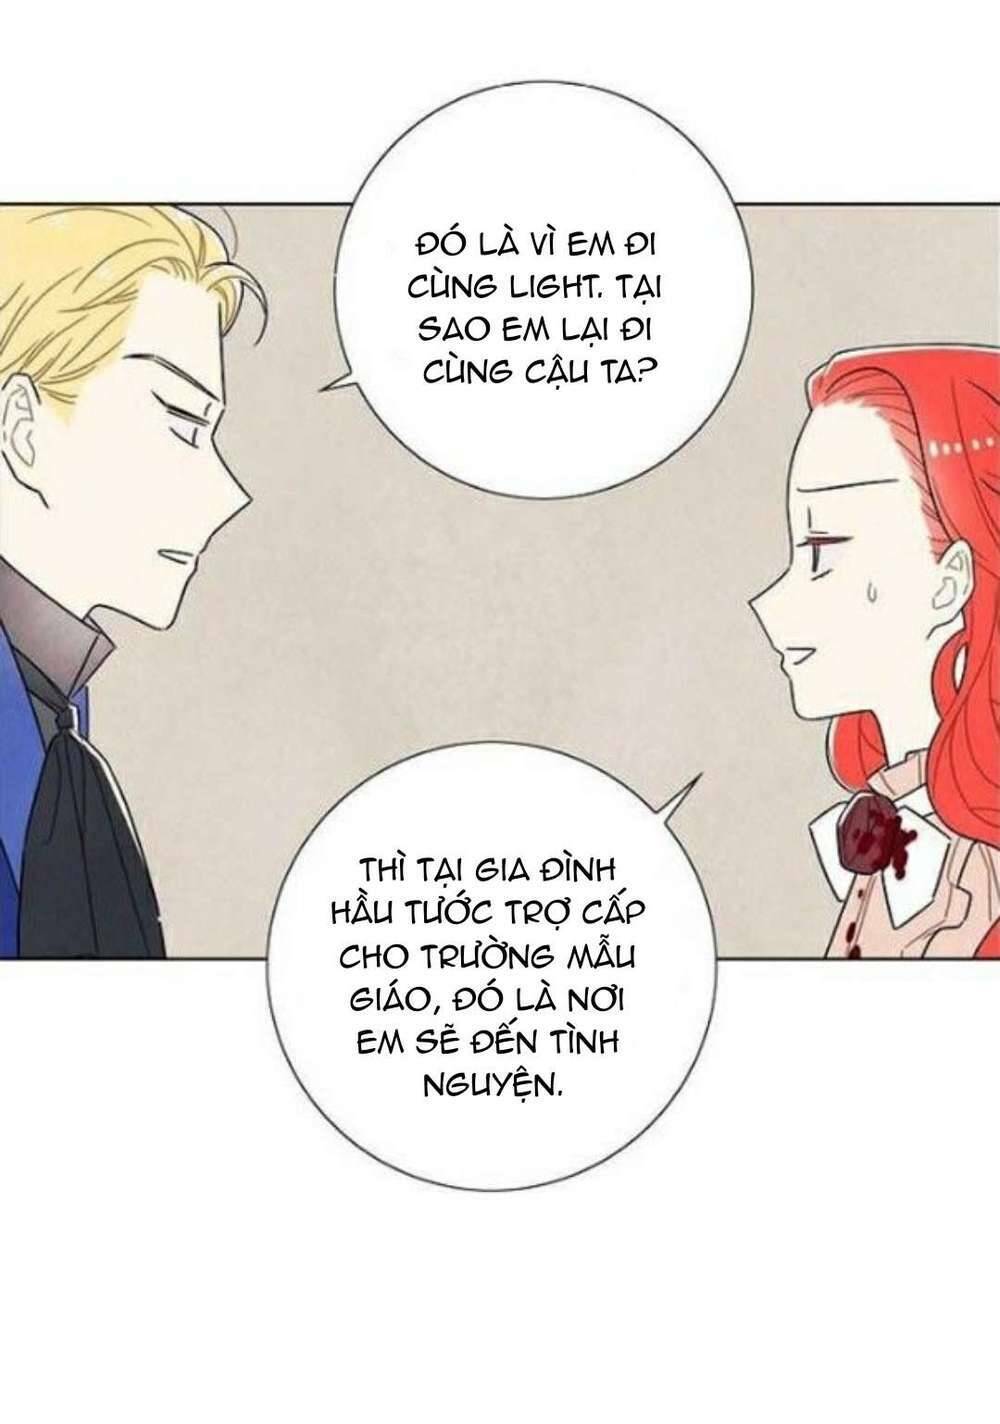 ĐÓ LÀ VÌ EM ĐI
CÙNG LIGHT. TẠI
SAO EM LẠI ĐI
CÙNG CẬU TA?
THÌ TẠI GIA ĐÌNH
HẦU TƯỚC TRỢ CẤP
CHO TRƯỜNG MẪU
GIÁO, ĐÓ LÀ NƠI
EM SẼ ĐẾN TÌNH
NGUYỆN.